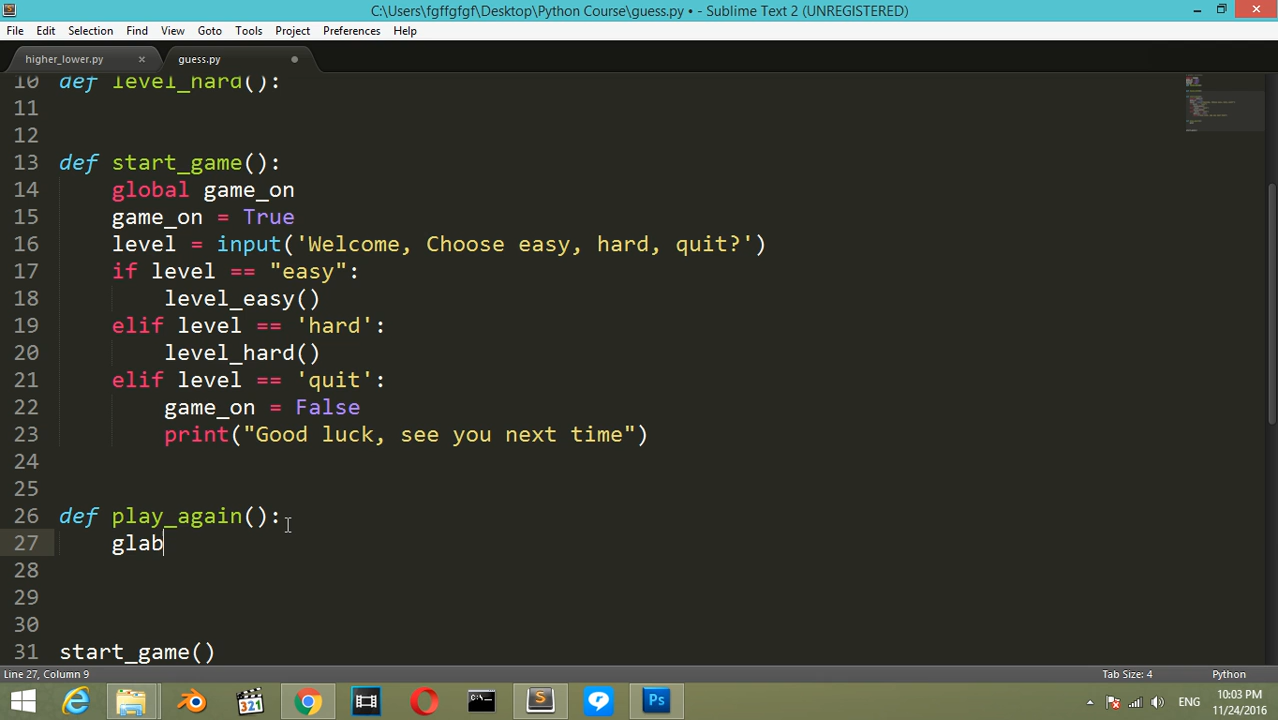 C:\Users\fgffgfgf\Desktop\Python Course\guess.py • - Sublime Text 2 (UNREGISTERED)
File Edit Selection Find View Goto Tools Project Preferences Help
higher_lower.py guess.py
10 def level_hard():
11
12
13 def start_game():
14 global game_on
15 game_on = True
16 level = input('Welcome, Choose easy, hard, quit?')
17 if level == "easy":
18 level_easy()
19 elif level == 'hard':
20 level_hard()
21 elif level == 'quit':
22 game_on = False
23 print("Good luck, see you next time")
24
25
26 def play_again():
27 glab
28
29
30
31 start_game()
Line 27, Column 9 Tab Size: 4 Python
321 Ps ENG 10:03 PM
11/24/2016